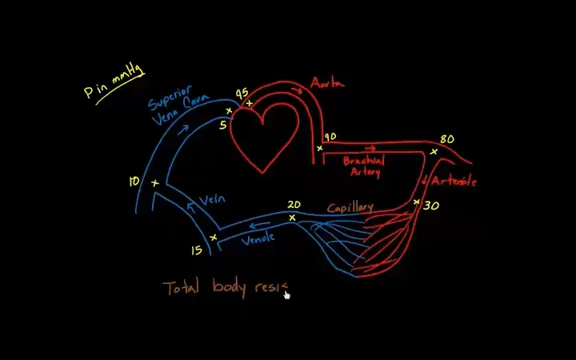 P in mmHg
Superior
Vena Cava
95
Aorta
5
90
80
Brachial
Artery
Arteriole
10
Vein
20
Capillary
30
Venule
15
Total body resis